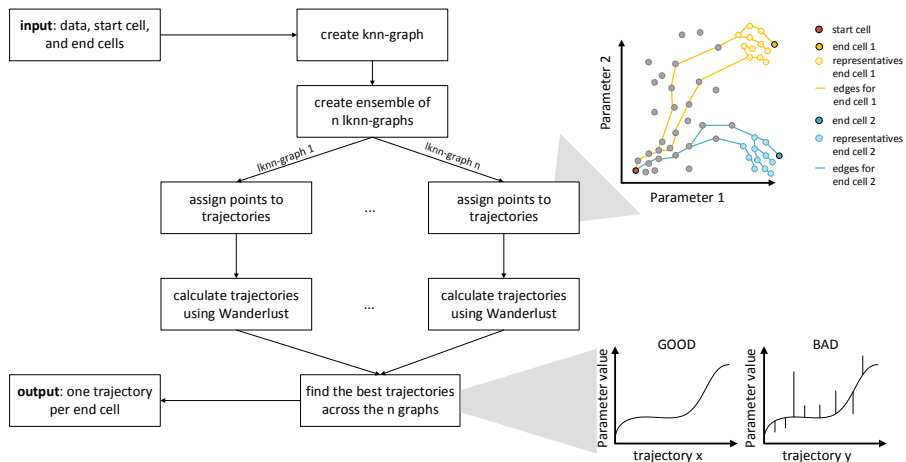 input: data, start cell,
and end cells
create knn-graph
create ensemble of
n lknn-graphs
lknn-graph 1
lknn-graph n
assign points to
trajectories
...
assign points to
trajectories
calculate trajectories
using Wanderlust
...
calculate trajectories
using Wanderlust
find the best trajectories
across the n graphs
output: one trajectory
per end cell
Parameter 2
Parameter 1
start cell
end cell 1
representatives
end cell 1
edges for
end cell 1
end cell 2
representatives
end cell 2
edges for
end cell 2
GOOD
Parameter value
trajectory x
BAD
Parameter value
trajectory y